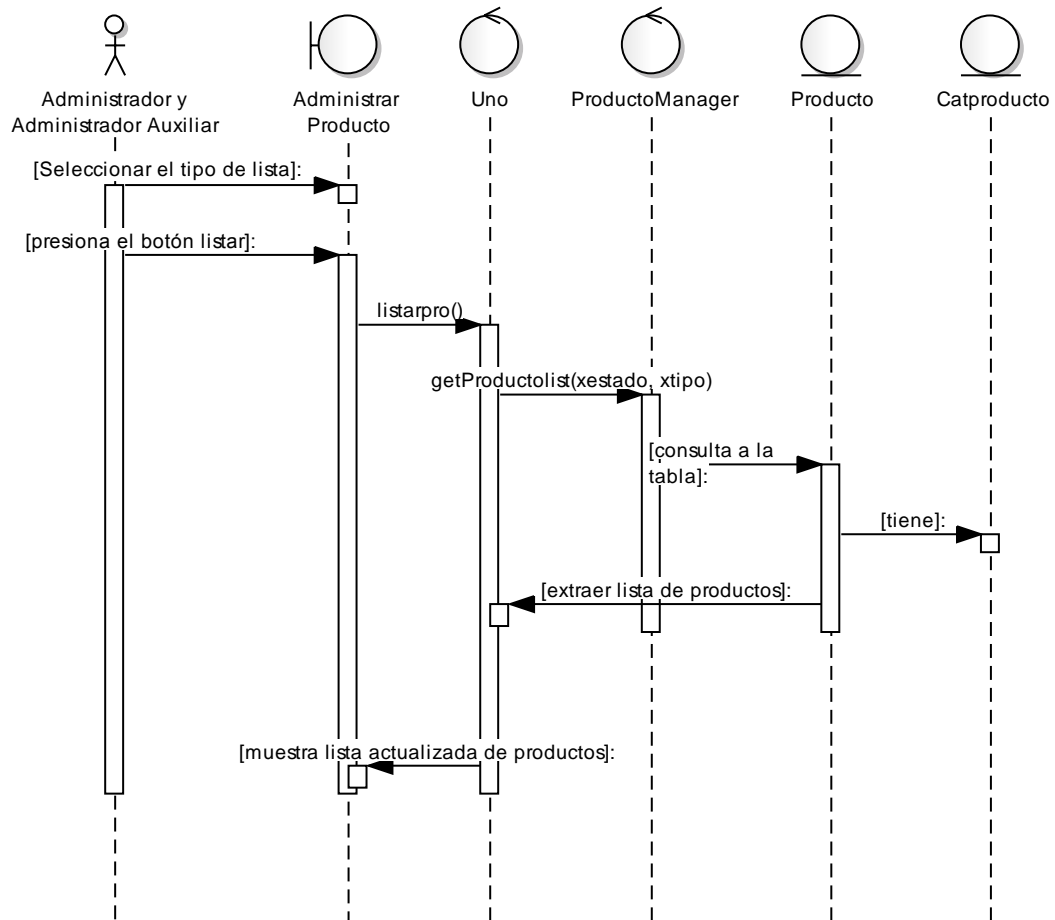 Administrador y
Administrador Auxiliar
Administrar
Producto
Uno
ProductoManager
Producto
Catproducto
[Seleccionar el tipo de lista]:
[presiona el botón listar]:
listarpro()
getProductolist(xestado, xtipo)
[consulta a la
tabla]:
[tiene]:
[extraer lista de productos]:
[muestra lista actualizada de productos]: